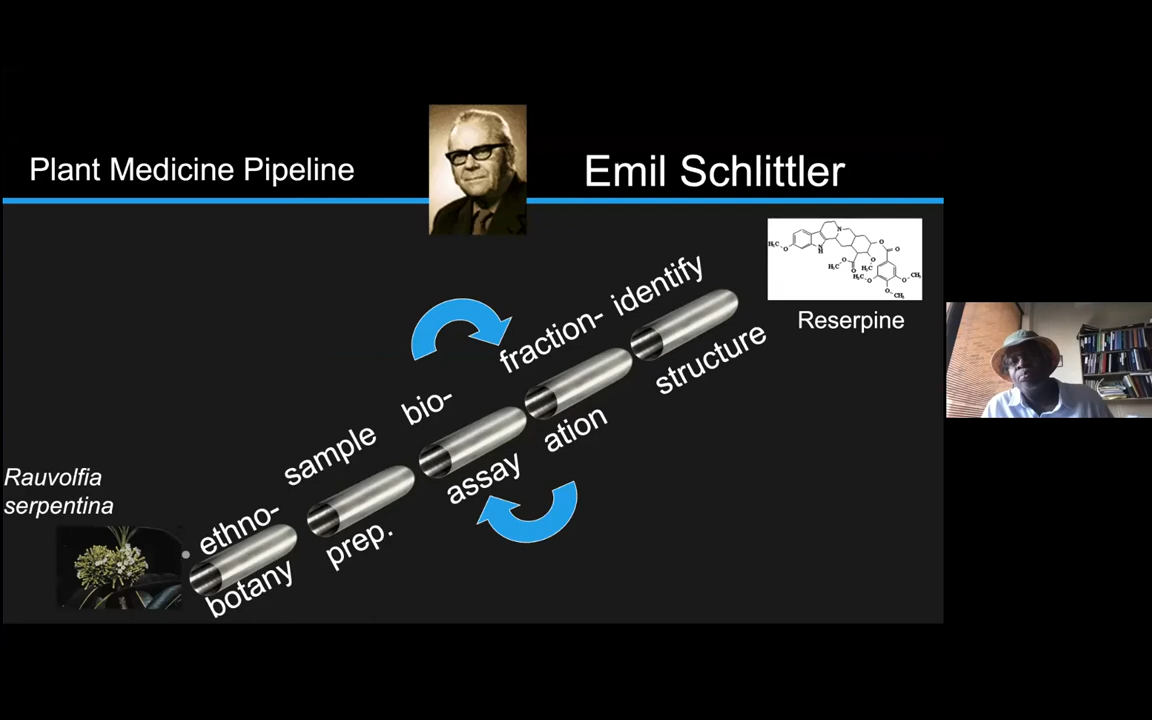 Plant Medicine Pipeline
Emil Schlittler
Rauvolfia
serpentina
ethno-
botany
sample
prep.
bio-
assay
fraction-
ation
identify
structure
Reserpine